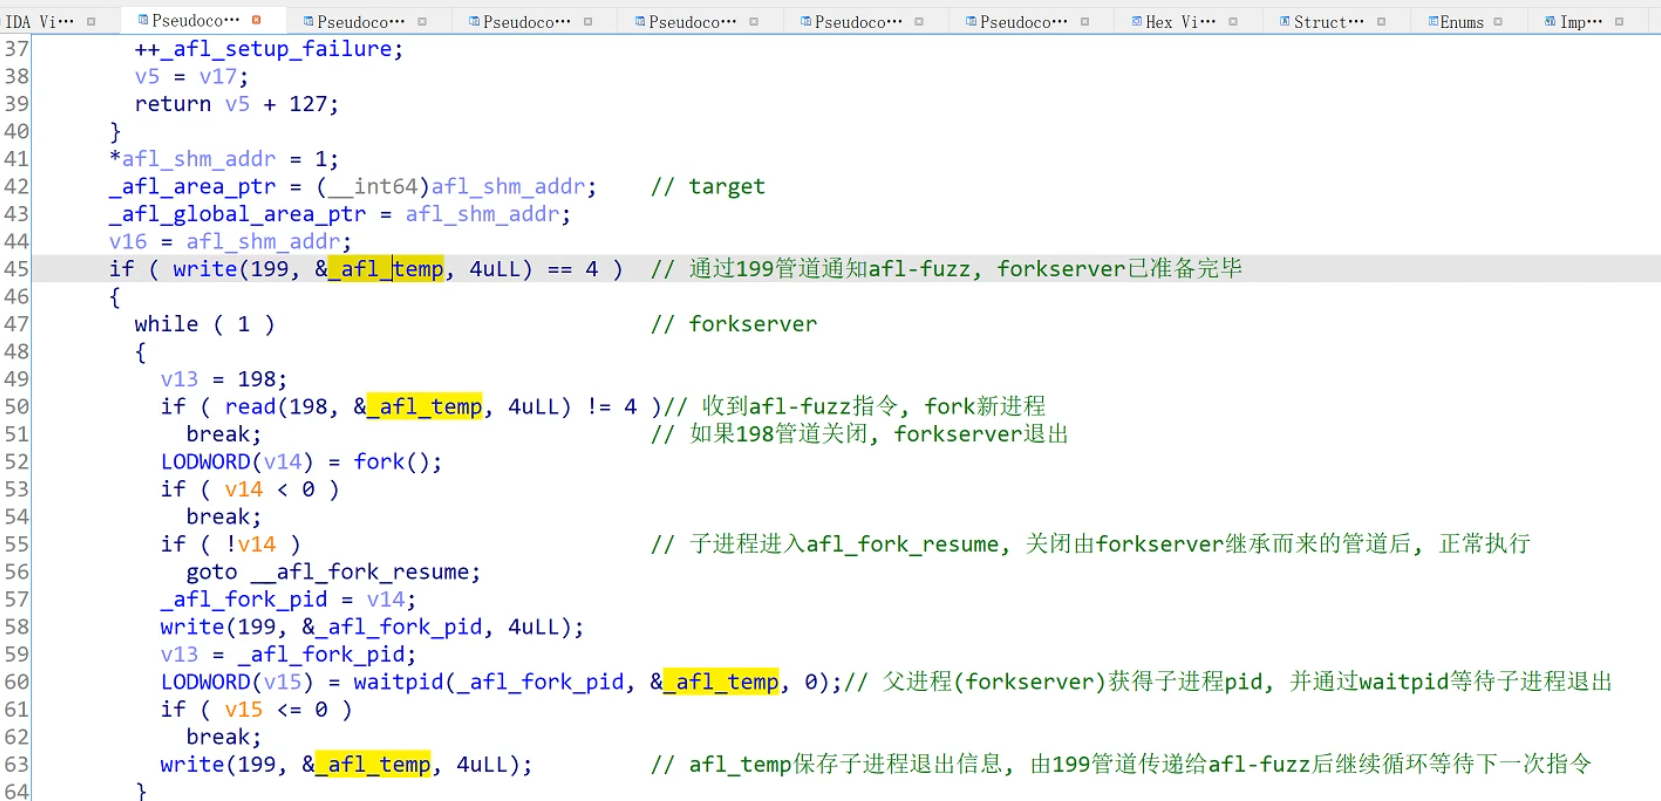 IDA Vi··· Pseudoco··· Pseudoco··· Pseudoco··· Pseudoco··· Pseudoco··· Pseudoco··· Hex Vi··· Struct··· Enums Imp···
37 ++_afl_setup_failure;
38 v5 = v17;
39 return v5 + 127;
40 }
41 *afl_shm_addr = 1;
42 _afl_area_ptr = (__int64)afl_shm_addr; // target
43 _afl_global_area_ptr = afl_shm_addr;
44 v16 = afl_shm_addr;
45 if ( write(199, &_afl_temp, 4uLL) == 4 ) // 通过199管道通知afl-fuzz, forkserver已准备完毕
46 {
47 while ( 1 ) // forkserver
48 {
49 v13 = 198;
50 if ( read(198, &_afl_temp, 4uLL) != 4 )// 收到afl-fuzz指令, fork新进程
51 break; // 如果198管道关闭, forkserver退出
52 LODWORD(v14) = fork();
53 if ( v14 < 0 )
54 break;
55 if ( !v14 ) // 子进程进入afl_fork_resume, 关闭由forkserver继承而来的管道后, 正常执行
56 goto __afl_fork_resume;
57 _afl_fork_pid = v14;
58 write(199, &_afl_fork_pid, 4uLL);
59 v13 = _afl_fork_pid;
60 LODWORD(v15) = waitpid(_afl_fork_pid, &_afl_temp, 0);// 父进程(forkserver)获得子进程pid, 并通过waitpid等待子进程退出
61 if ( v15 <= 0 )
62 break;
63 write(199, &_afl_temp, 4uLL); // afl_temp保存子进程退出信息, 由199管道传递给afl-fuzz后继续循环等待下一次指令
64 }